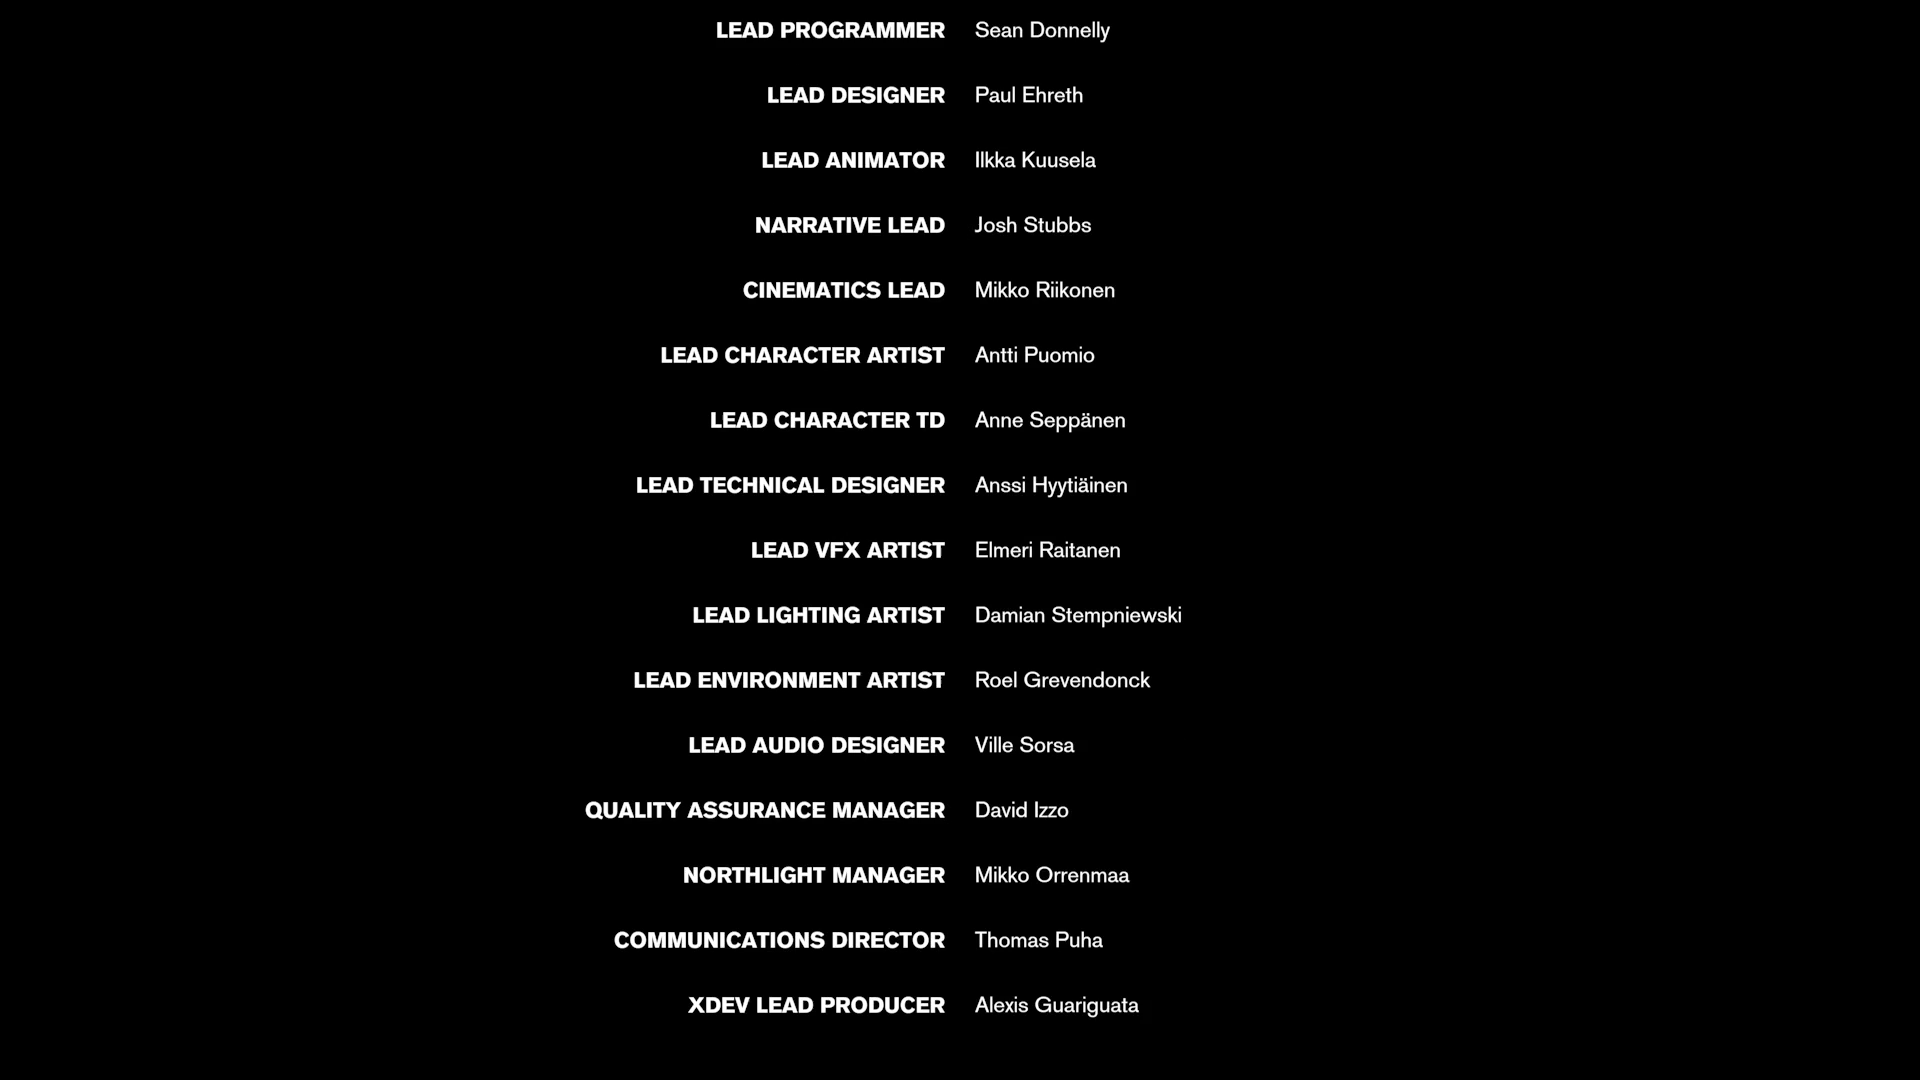 LEAD PROGRAMMER Sean Donnelly
LEAD DESIGNER Paul Ehreth
LEAD ANIMATOR Ilkka Kuusela
NARRATIVE LEAD Josh Stubbs
CINEMATICS LEAD Mikko Riikonen
LEAD CHARACTER ARTIST Antti Puomio
LEAD CHARACTER TD Anne Seppänen
LEAD TECHNICAL DESIGNER Anssi Hyytiäinen
LEAD VFX ARTIST Elmeri Raitanen
LEAD LIGHTING ARTIST Damian Stempniewski
LEAD ENVIRONMENT ARTIST Roel Grevendonck
LEAD AUDIO DESIGNER Ville Sorsa
QUALITY ASSURANCE MANAGER David Izzo
NORTHLIGHT MANAGER Mikko Orrenmaa
COMMUNICATIONS DIRECTOR Thomas Puha
XDEV LEAD PRODUCER Alexis Guariguata